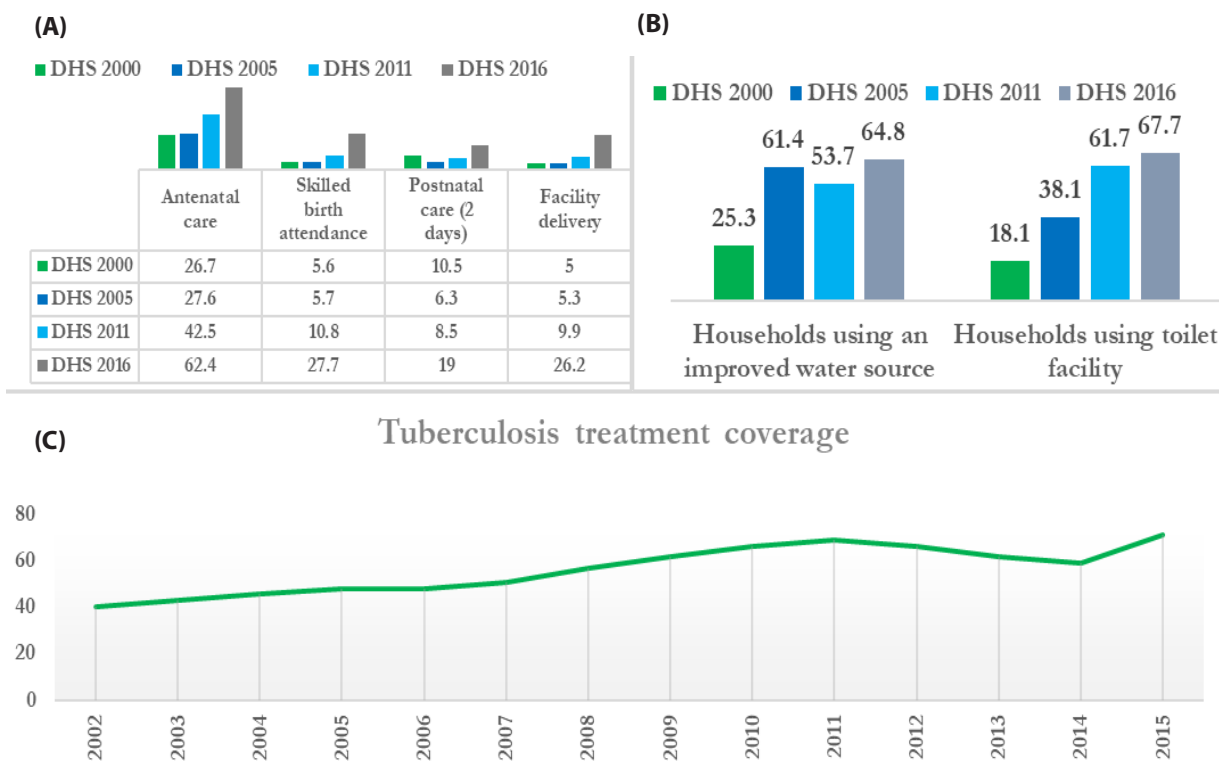 (A)
DHS 2000 DHS 2005 DHS 2011 DHS 2016
Antenatal care Skilled birth attendance Postnatal care (2 days) Facility delivery
DHS 2000 26.7 5.6 10.5 5
DHS 2005 27.6 5.7 6.3 5.3
DHS 2011 42.5 10.8 8.5 9.9
DHS 2016 62.4 27.7 19 26.2
(B)
DHS 2000 DHS 2005 DHS 2011 DHS 2016
25.3 61.4 53.7 64.8 18.1 38.1 61.7 67.7
Households using an improved water source
Households using toilet facility
(C)
Tuberculosis treatment coverage
80
60
40
20
0
2002 2003 2004 2005 2006 2007 2008 2009 2010 2011 2012 2013 2014 2015